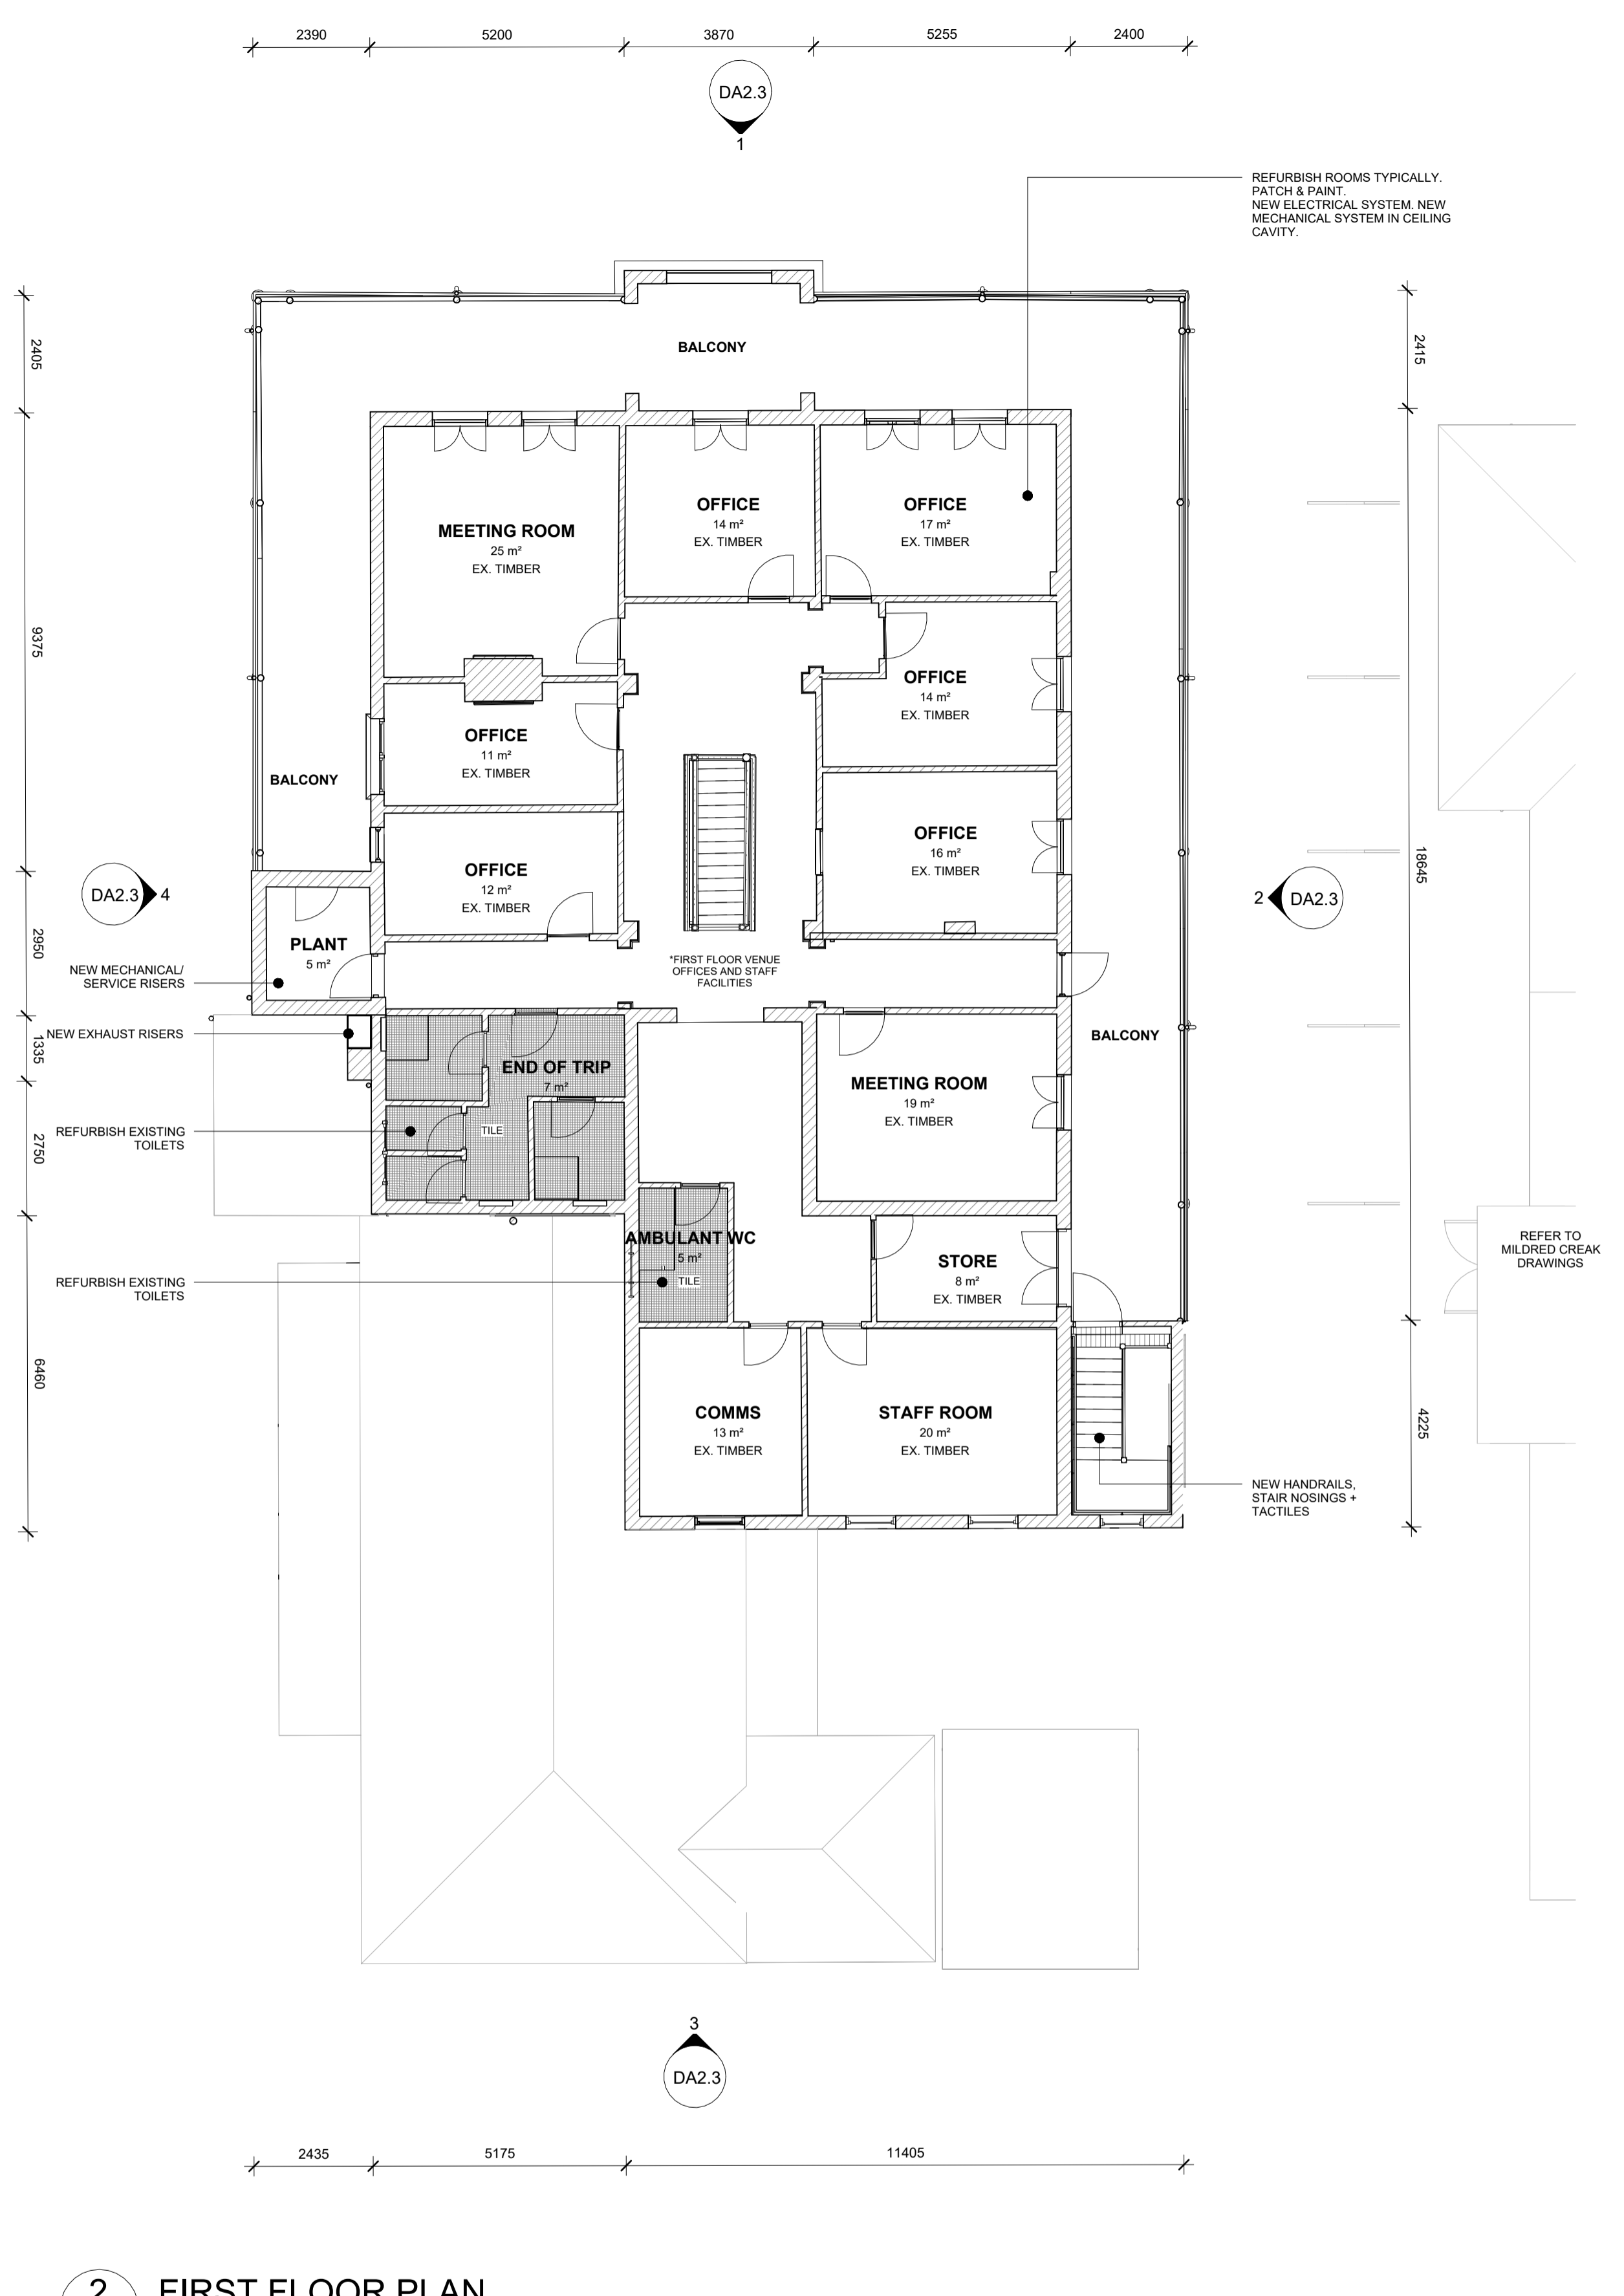 2390
5200
3870
5255
2400
DA2.3
1
REFURBISH ROOMS TYPICALLY.
PATCH & PAINT.
NEW ELECTRICAL SYSTEM. NEW
MECHANICAL SYSTEM IN CEILING
CAVITY.
2405
2415
BALCONY
MEETING ROOM
25 m²
EX. TIMBER
OFFICE
14 m²
EX. TIMBER
OFFICE
17 m²
EX. TIMBER
9375
OFFICE
14 m²
EX. TIMBER
OFFICE
11 m²
EX. TIMBER
BALCONY
OFFICE
16 m²
EX. TIMBER
18645
OFFICE
12 m²
EX. TIMBER
DA2.3
4
2
DA2.3
2950
PLANT
5 m²
NEW MECHANICAL/
SERVICE RISERS
*FIRST FLOOR VENUE
OFFICES AND STAFF
FACILITIES
1335
NEW EXHAUST RISERS
BALCONY
END OF TRIP
7 m²
TILE
MEETING ROOM
19 m²
EX. TIMBER
2750
REFURBISH EXISTING
TOILETS
AMBULANT WC
5 m²
TILE
STORE
8 m²
EX. TIMBER
REFER TO
MILDRED CREAK
DRAWINGS
REFURBISH EXISTING
TOILETS
6460
COMMS
13 m²
EX. TIMBER
STAFF ROOM
20 m²
EX. TIMBER
4225
NEW HANDRAILS,
STAIR NOSINGS +
TACTILES
3
DA2.3
2435
5175
11405
2
FIRST FLOOR PLAN